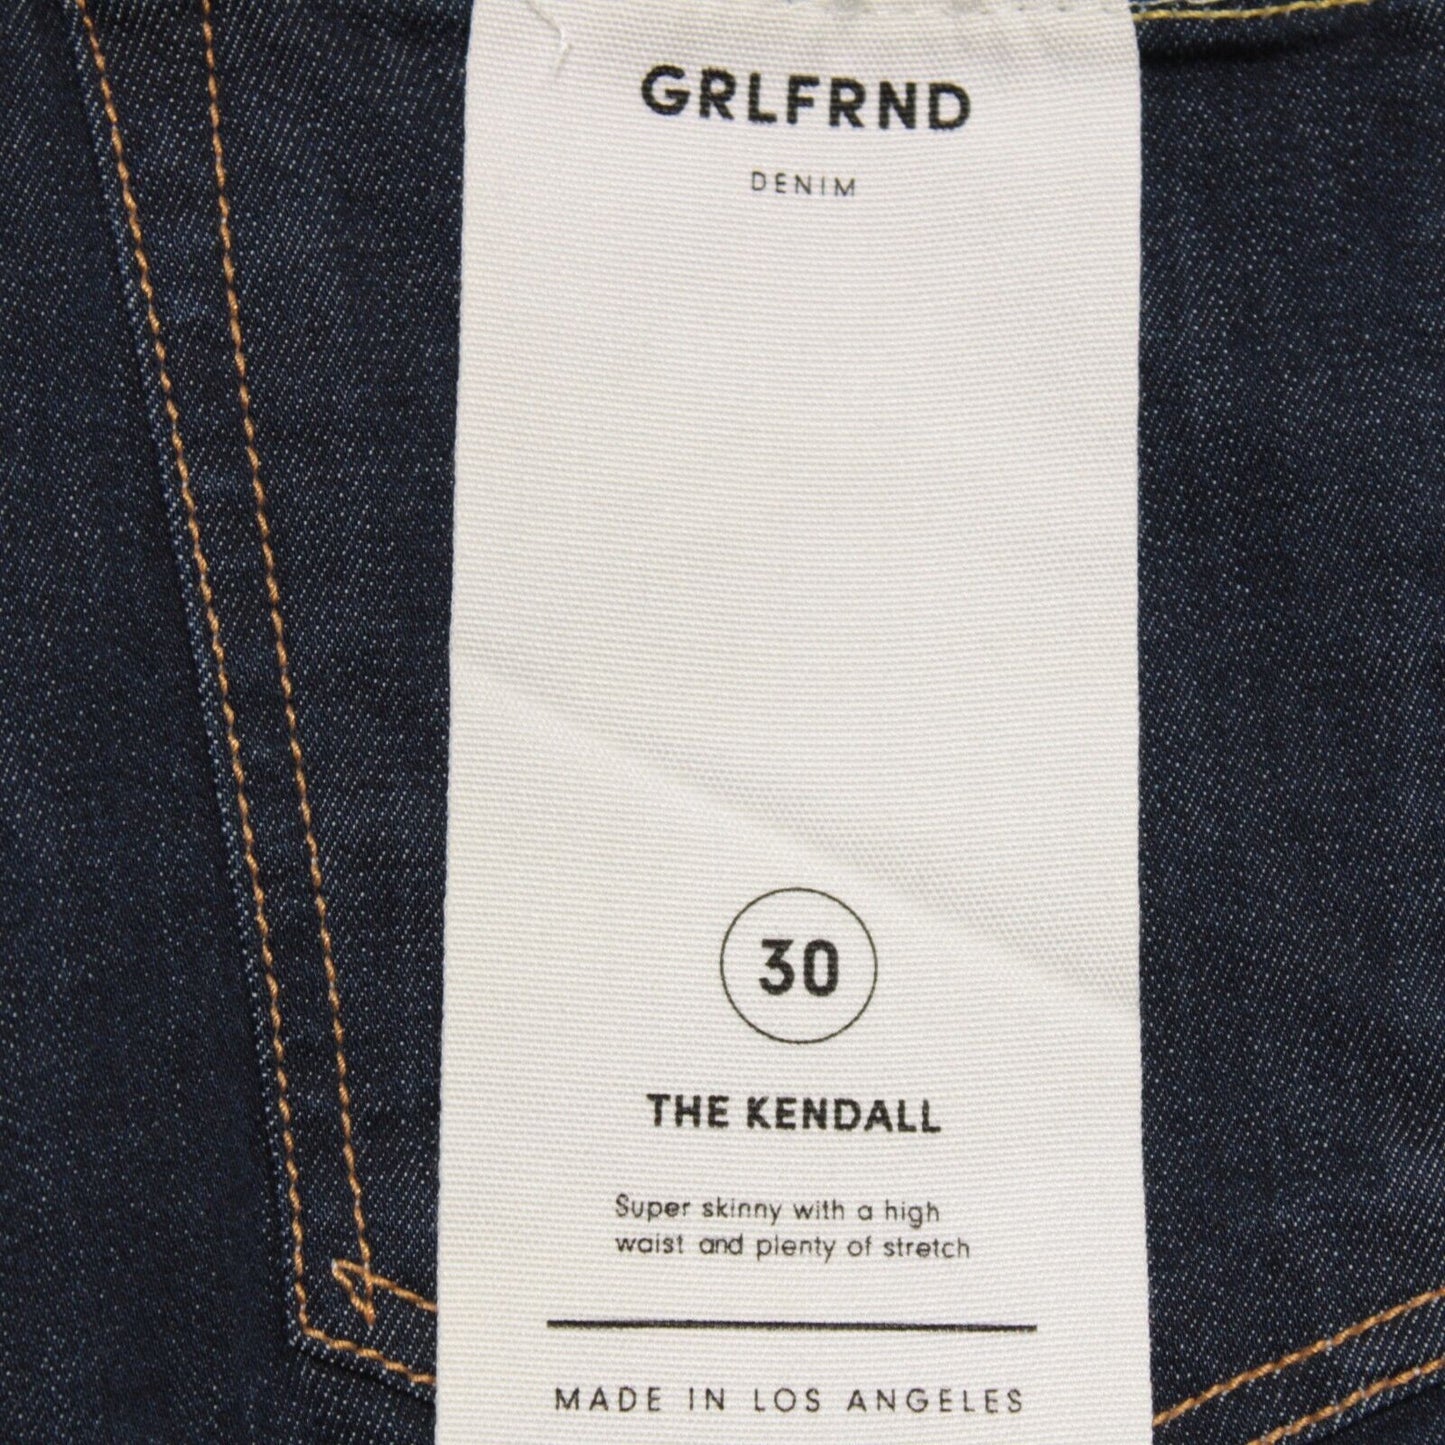 GRLFRND
DENIM
30
THE KENDALL
Super skinny with a high
waist and plenty of stretch
MADE IN LOS ANGELES